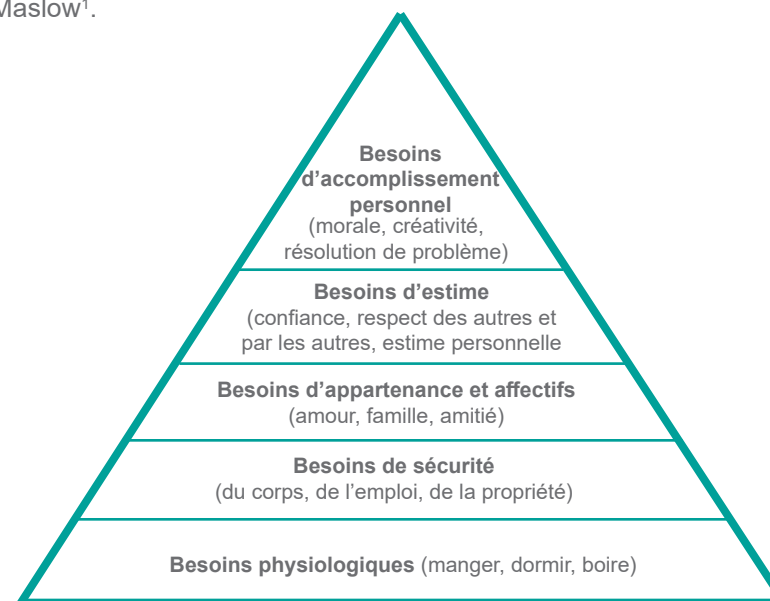 Maslow¹.
Besoins
d’accomplissement
personnel
(morale, créativité,
résolution de problème)
Besoins d’estime
(confiance, respect des autres et
par les autres, estime personnelle
Besoins d’appartenance et affectifs
(amour, famille, amitié)
Besoins de sécurité
(du corps, de l’emploi, de la propriété)
Besoins physiologiques (manger, dormir, boire)